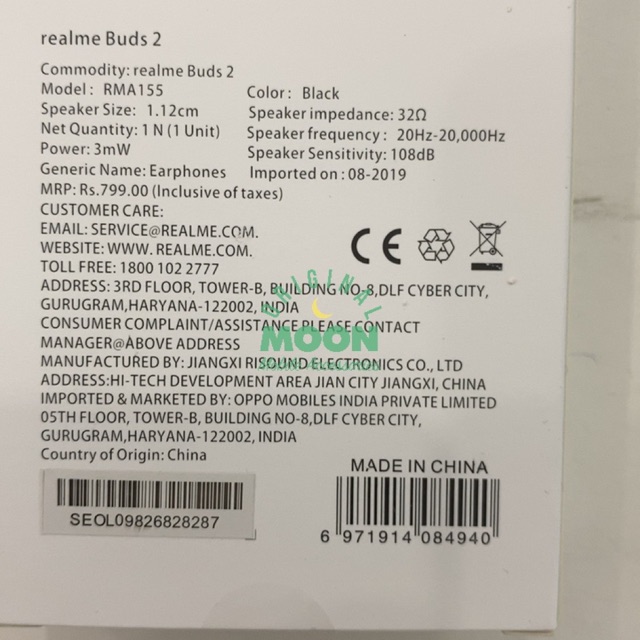 realme Buds 2
Commodity: realme Buds 2
Model: RMA155 Color: Black
Speaker Size: 1.12cm Speaker impedance: 32Ω
Net Quantity: 1 N (1 Unit) Speaker frequency: 20Hz-20,000Hz
Power: 3mW Speaker Sensitivity: 108dB
Generic Name: Earphones Imported on: 08-2019
MRP: Rs.799.00 (Inclusive of taxes)
CUSTOMER CARE:
EMAIL: SERVICE@REALME.COM.
WEBSITE: WWW. REALME.COM.
TOLL FREE: 1800 102 2777
CE
ADDRESS: 3RD FLOOR, TOWER-B, BUILDING NO-8,DLF CYBER CITY,
GURUGRAM,HARYANA-122002, INDIA
CONSUMER COMPLAINT/ASSISTANCE PLEASE CONTACT
MANAGER@ABOVE ADDRESS
ORIGINAL
MOON
MANUFACTURED BY: JIANGXI RISOUND ELECTRONICS CO., LTD
ADDRESS:HI-TECH DEVELOPMENT AREA JIAN CITY JIANGXI, CHINA
IMPORTED & MARKETED BY: OPPO MOBILES INDIA PRIVATE LIMITED
05TH FLOOR, TOWER-B, BUILDING NO-8,DLF CYBER CITY,
GURUGRAM,HARYANA-122002, INDIA
Country of Origin: China
SEOL09826828287
MADE IN CHINA
6 971914 084940